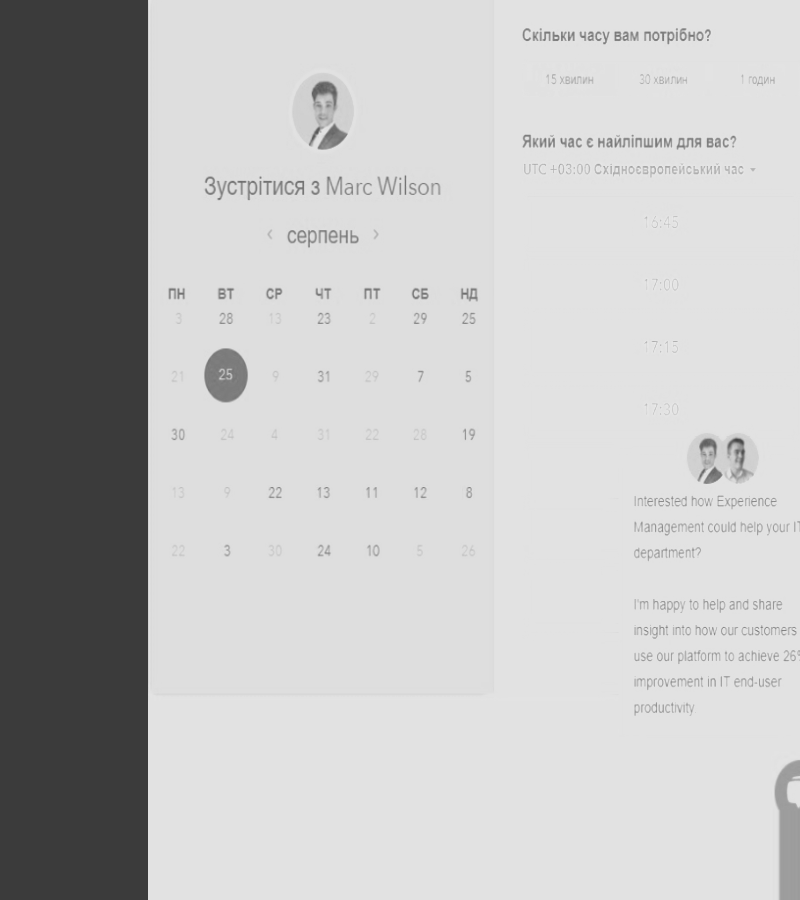 Зустрітися з Marc Wilson
‹ серпень ›
ПН ВТ СР ЧТ ПТ СБ НД
3 28 13 23 2 29 25
21 25 9 31 29 7 5
30 24 4 31 22 28 19
13 9 22 13 11 12 8
22 3 30 24 10 5 26
Скільки часу вам потрібно?
15 хвилин 30 хвилин 1 годин
Який час є найліпшим для вас?
UTC +03:00 Східноєвропейський час
16:45
17:00
17:15
17:30
Interested how Experience
Management could help your IT
department?
I'm happy to help and share
insight into how our customers
use our platform to achieve 26%
improvement in IT end-user
productivity